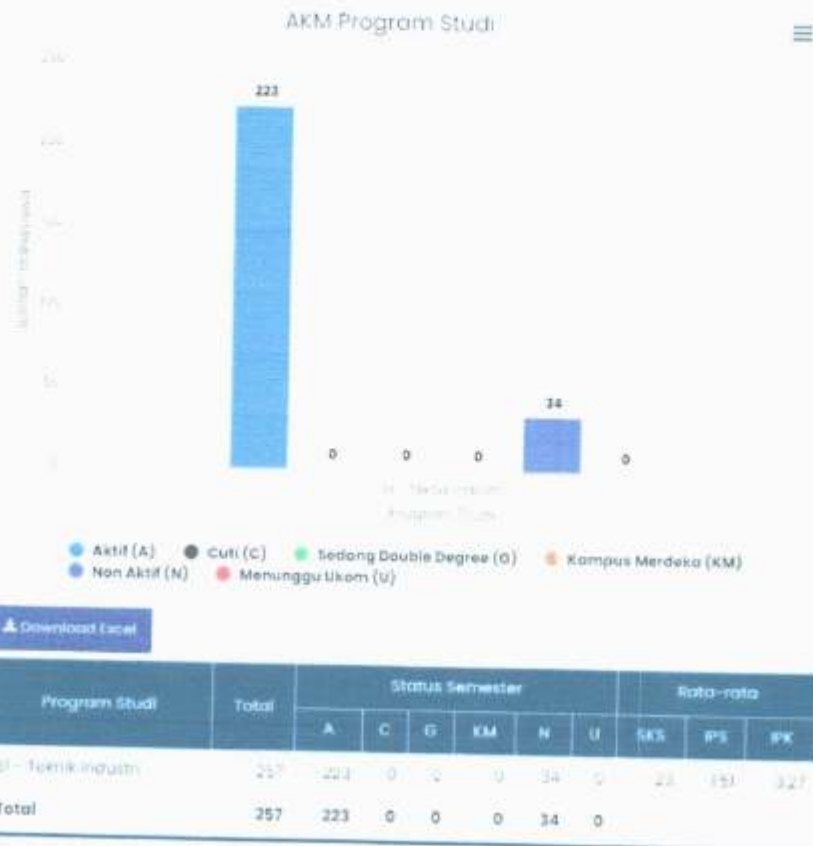 AKM Program Studi
223
34
0 0 0 0
Program Studi
Aktif (A) Cuti (C) Sedang Double Degree (G) Kampus Merdeka (KM)
Non Aktif (N) Menunggu Ukom (U)
Download Excel
Program Studi Total Status Semester Rata-rata
A C G KM N U SKS IPS IPK
Teknik Industri 257 223 0 0 0 34 0
Total 257 223 0 0 0 34 0